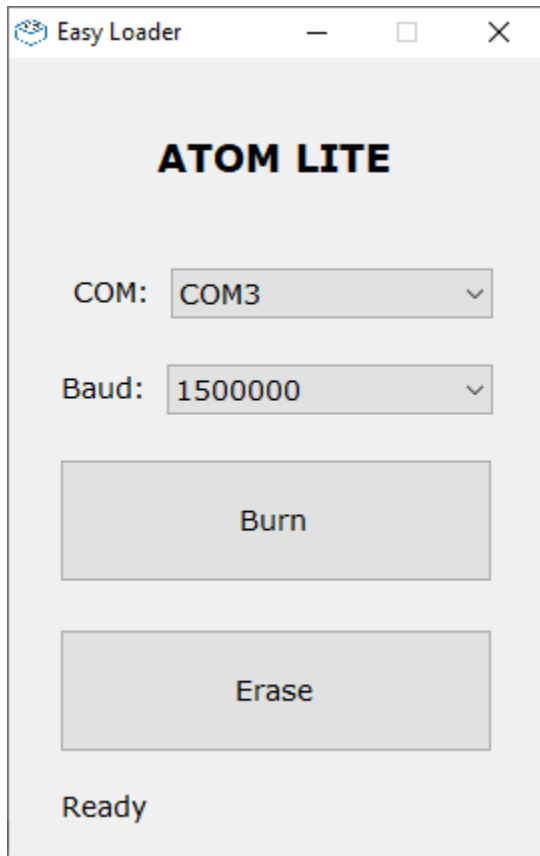 Easy Loader
ATOM LITE
COM: COM3
Baud: 1500000
Burn
Erase
Ready